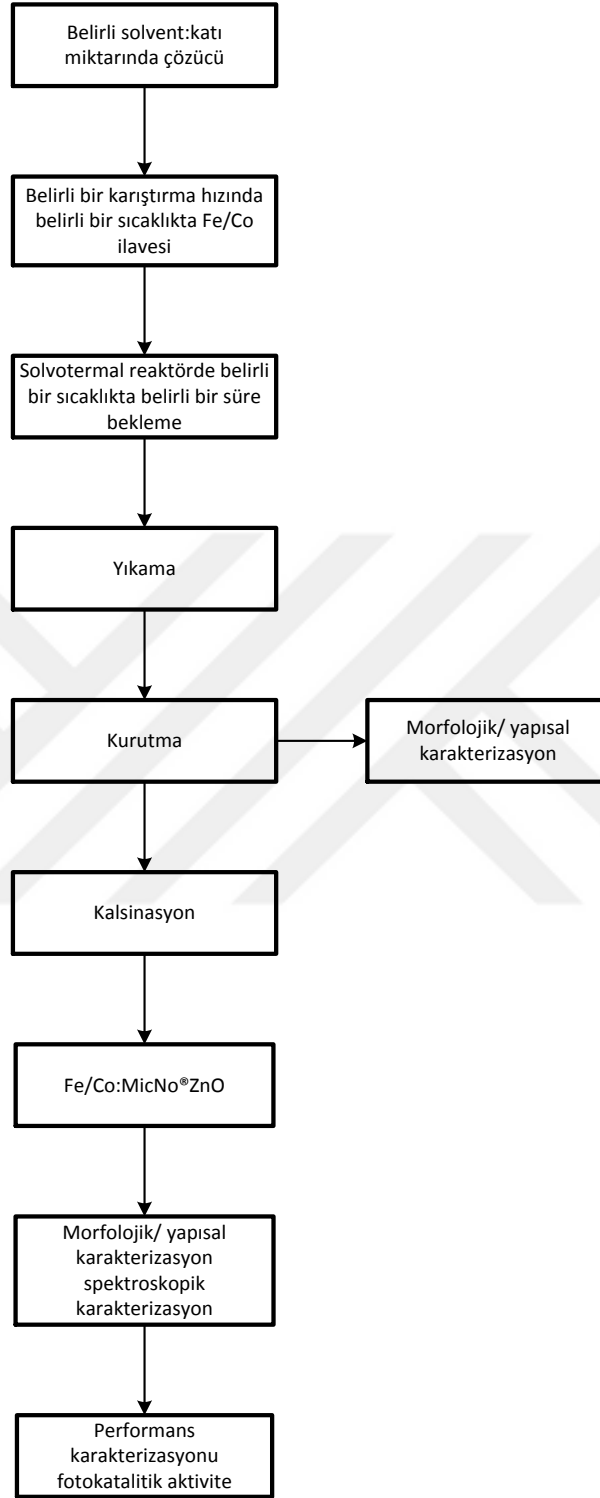 Belirli solvent:katı
miktarında çözücü
Belirli bir karıştırma hızında
belirli bir sıcaklıkta Fe/Co
ilavesi
Solvotermal reaktörde belirli
bir sıcaklıkta belirli bir süre
bekleme
Yıkama
Kurutma
Morfolojik/ yapısal
karakterizasyon
Kalsinasyon
Fe/Co:MicNo®ZnO
Morfolojik/ yapısal
karakterizasyon
spektroskopik
karakterizasyon
Performans
karakterizasyonu
fotokatalitik aktivite